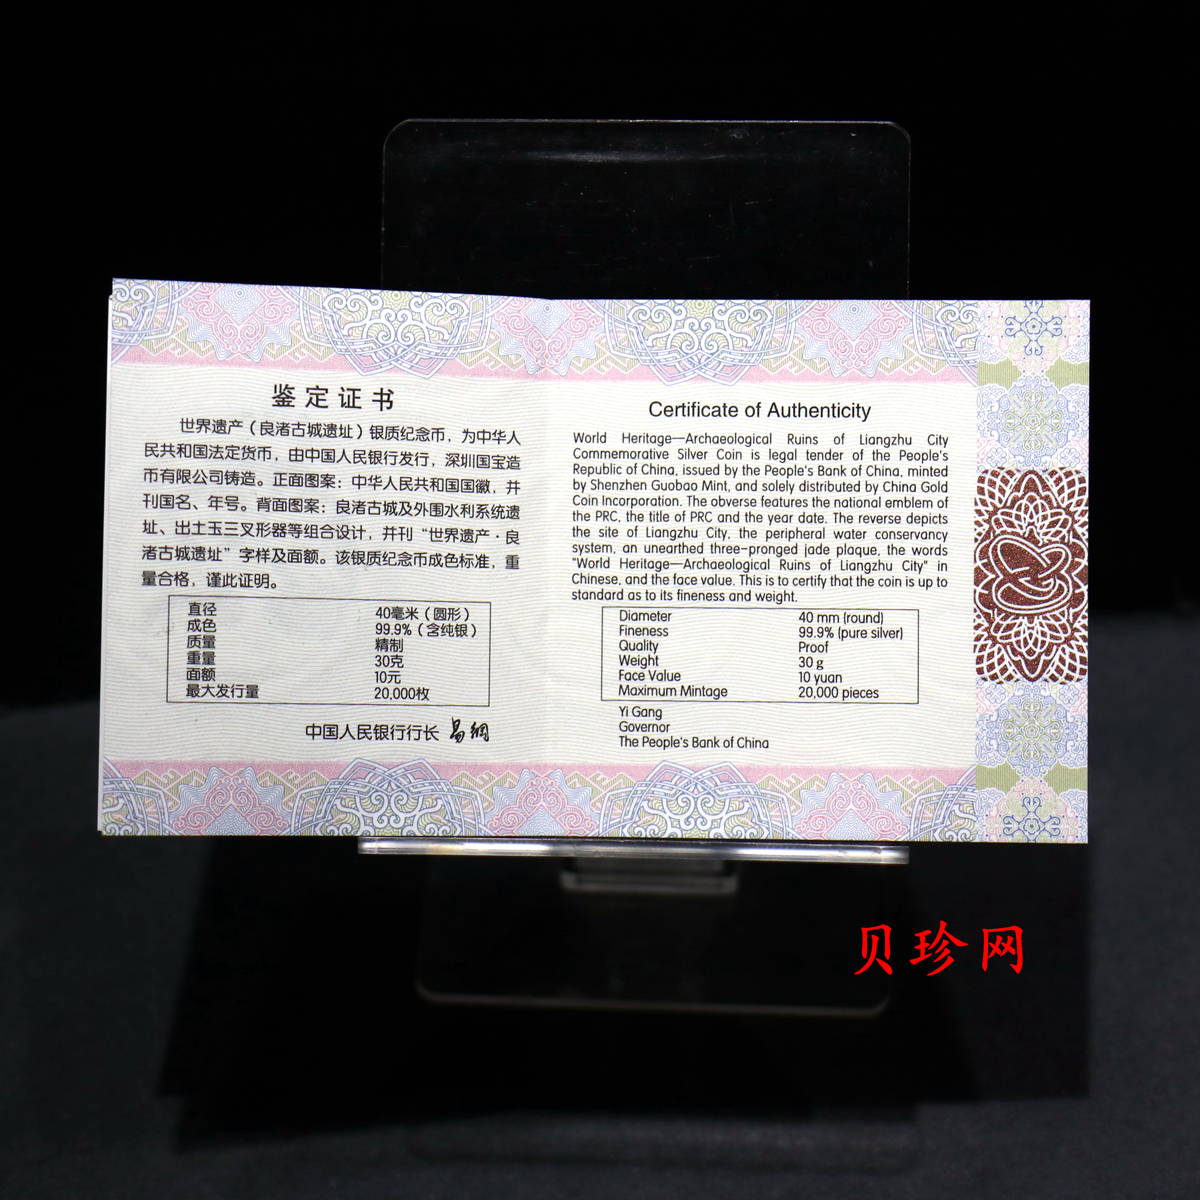 鉴定证书
世界遗产（良渚古城遗址）银质纪念币，为中华人
民共和国法定货币，由中国人民银行发行，深圳国宝造
币有限公司铸造。正面图案：中华人民共和国国徽，并
刊国名、年号。背面图案：良渚古城及外围水利系统遗
址、出土玉三叉形器等组合设计，并刊“世界遗产·良
渚古城遗址”字样及面额。该银质纪念币成色标准，重
量合格，谨此证明。
直径 40毫米（圆形）
成色 99.9%（含纯银）
质量 精制
重量 30克
面额 10元
最大发行量 20,000枚
中国人民银行行长 易纲
Certificate of Authenticity
World Heritage—Archaeological Ruins of Liangzhu City
Commemorative Silver Coin is legal tender of the People's
Republic of China, issued by the People's Bank of China, minted
by Shenzhen Guobao Mint, and solely distributed by China Gold
Coin Incorporation. The obverse features the national emblem of
the PRC, the title of PRC and the year date. The reverse depicts
the site of Liangzhu City, the peripheral water conservancy
system, an unearthed three-pronged jade plaque, the words
"World Heritage—Archaeological Ruins of Liangzhu City" in
Chinese, and the face value. This is to certify that the coin is up to
standard as to its fineness and weight.
Diameter 40 mm (round)
Fineness 99.9% (pure silver)
Quality Proof
Weight 30 g
Face Value 10 yuan
Maximum Mintage 20,000 pieces
Yi Gang
Governor
The People's Bank of China
贝珍网